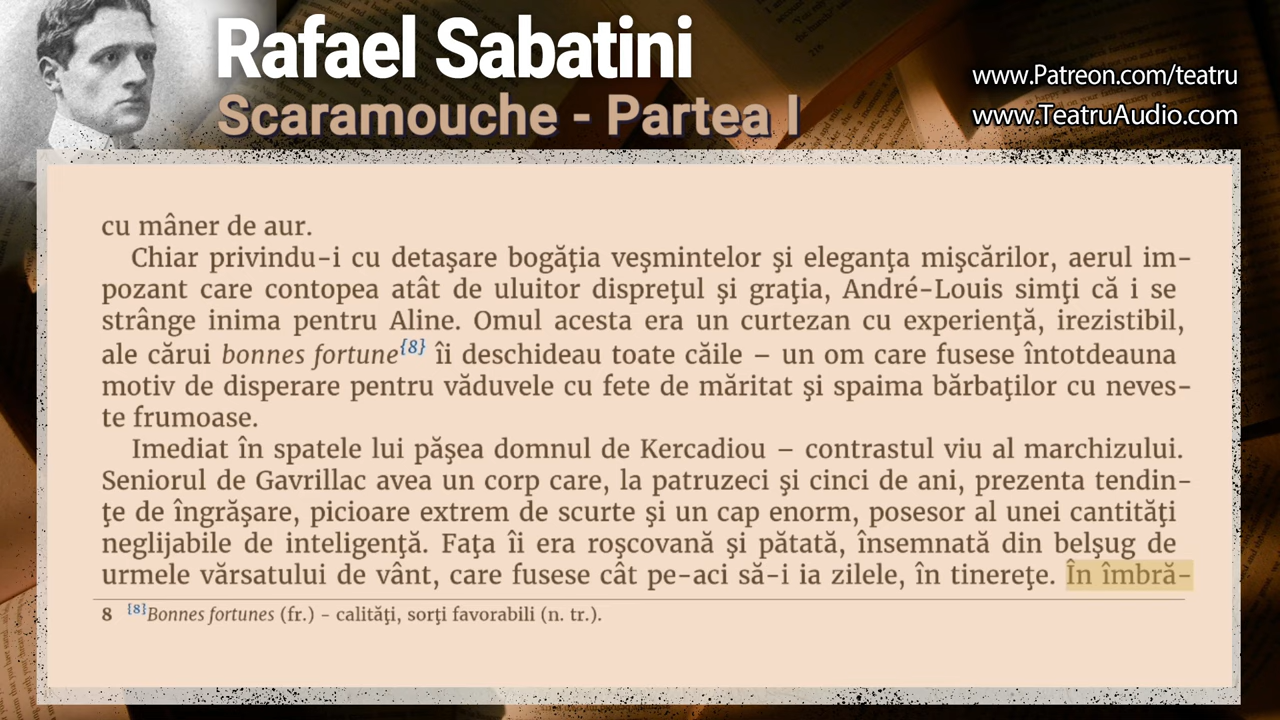 Rafael Sabatini
Scaramouche - Partea I
www.Patreon.com/teatru
www.TeatruAudio.com
cu mâner de aur.
Chiar privindu-i cu detaşare bogăţia veşmintelor şi eleganţa mişcărilor, aerul im-
pozant care contopea atât de uluitor dispreţul şi graţia, André-Louis simţi că i se
strânge inima pentru Aline. Omul acesta era un curtezan cu experienţă, irezistibil,
ale cărui bonnes fortune{8} îi deschideau toate căile – un om care fusese întotdeauna
motiv de disperare pentru văduvele cu fete de măritat şi spaima bărbaţilor cu neves-
te frumoase.
Imediat în spatele lui păşea domnul de Kercadiou – contrastul viu al marchizului.
Seniorul de Gavrillac avea un corp care, la patruzeci şi cinci de ani, prezenta tendin-
ţe de îngrăşare, picioare extrem de scurte şi un cap enorm, posesor al unei cantităţi
neglijabile de inteligenţă. Faţa îi era roşcovană şi pătată, însemnată din belşug de
urmele vărsatului de vânt, care fusese cât pe-aci să-i ia zilele, în tinereţe. În îmbră-
8 {8}Bonnes fortunes (fr.) - calităţi, sorţi favorabili (n. tr.).